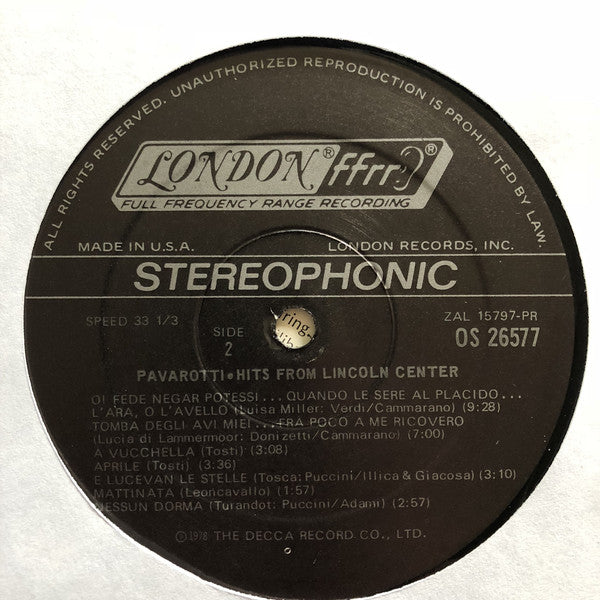 ALL RIGHTS RESERVED. UNAUTHORIZED REPRODUCTION IS PROHIBITED BY LAW.
LONDON® ffrr®
FULL FREQUENCY RANGE RECORDING
MADE IN U.S.A. LONDON RECORDS, INC.
STEREOPHONIC
SPEED 33 1/3 SIDE 2 ZAL 15797-PR
OS 26577
ring-
PAVAROTTI•HITS FROM LINCOLN CENTER
O! FEDE NEGAR POTESSI... QUANDO LE SERE AL PLACIDO...
L'ARA, O L'AVELLO (Luisa Miller: Verdi/Cammarano) (9:28)
TOMBA DEGLI AVI MIEI...FRA POCO A ME RICOVERO
(Lucia di Lammermoor: Donizetti/Cammarano) (7:00)
A VUCCHELLA (Tosti) (3:08)
APRILE (Tosti) (3:36)
E LUCEVAN LE STELLE (Tosca: Puccini/Illica & Giacosa) (3:10)
MATTINATA (Leoncavallo) (1:57)
NESSUN DORMA (Turandot: Puccini/Adami) (2:57)
℗1978 THE DECCA RECORD CO., LTD.